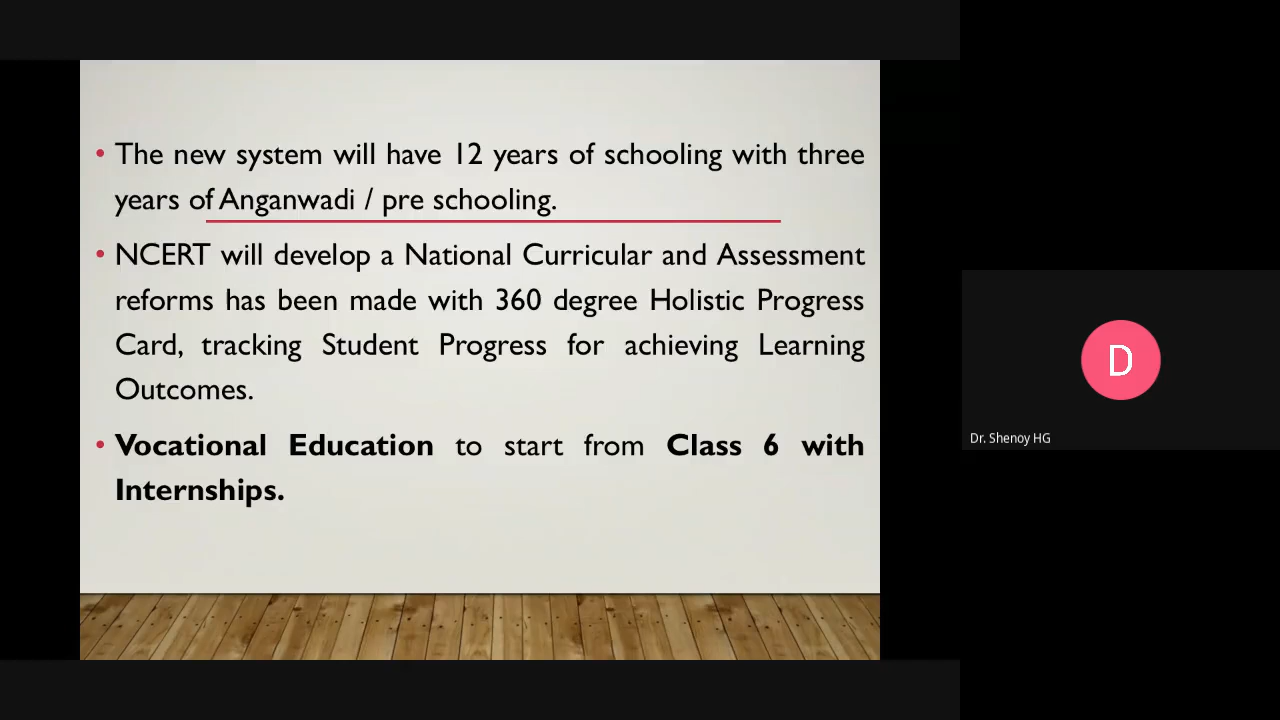 • The new system will have 12 years of schooling with three
years of Anganwadi / pre schooling.
• NCERT will develop a National Curricular and Assessment
reforms has been made with 360 degree Holistic Progress
Card, tracking Student Progress for achieving Learning
Outcomes.
• Vocational Education to start from Class 6 with
Internships.
D
Dr. Shenoy HG